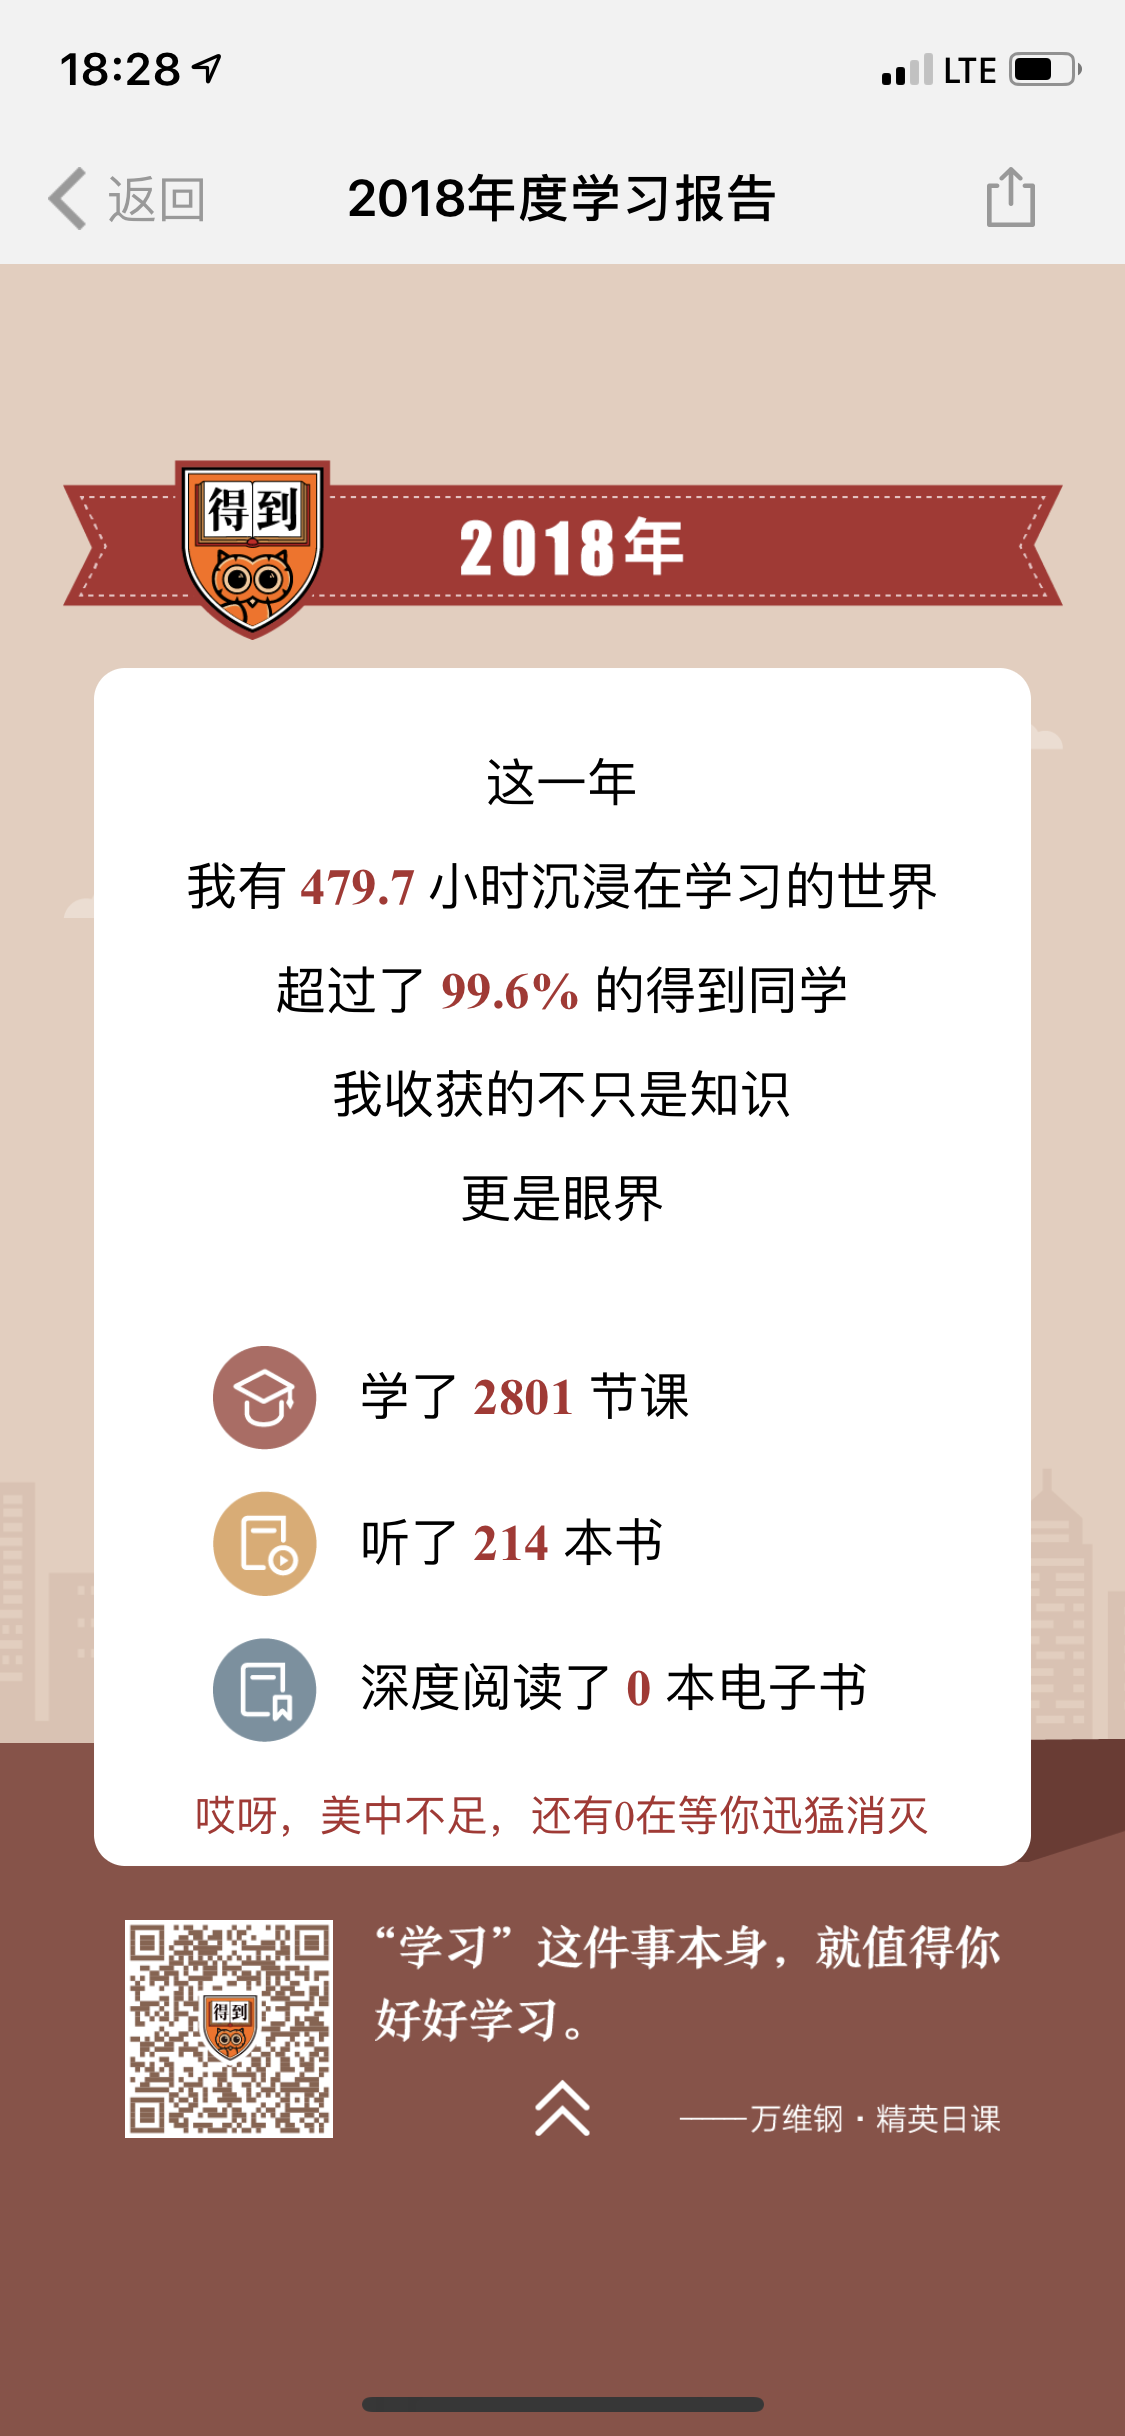 18:28
LTE
返回
2018年度学习报告
得到
2018年
这一年
我有 479.7 小时沉浸在学习的世界
超过了 99.6% 的得到同学
我收获的不只是知识
更是眼界
学了 2801 节课
听了 214 本书
深度阅读了 0 本电子书
哎呀，美中不足，还有0在等你迅猛消灭
得到
“学习”这件事本身，就值得你
好好学习。
——万维钢·精英日课